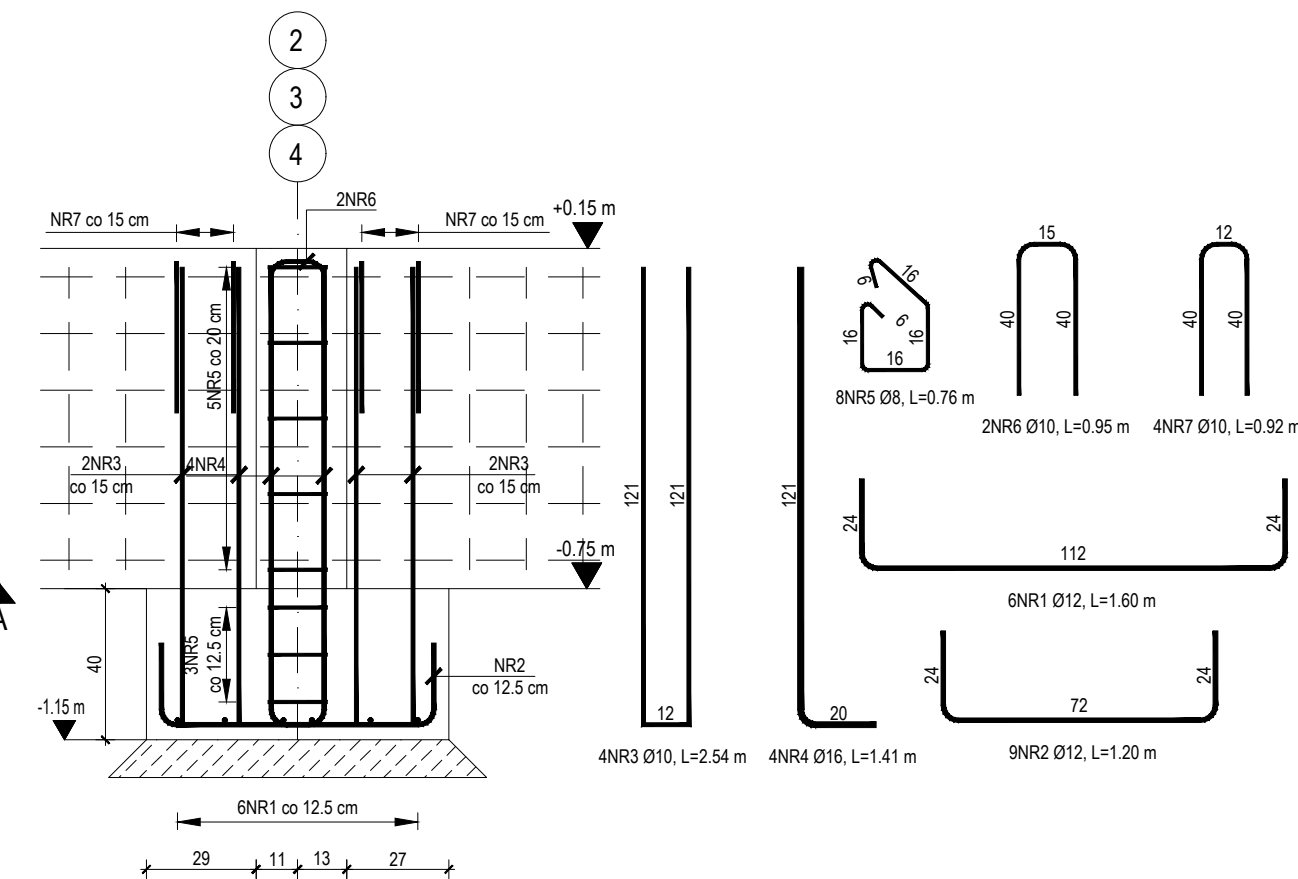 2
3
4
2NR6
NR7 co 15 cm
NR7 co 15 cm
+0.15 m
5NR5 co 20 cm
2NR3
co 15 cm
4NR4
2NR3
co 15 cm
-0.75 m
A
40
3NR5
co 12.5 cm
NR2
co 12.5 cm
-1.15 m
6NR1 co 12.5 cm
29
11
13
27
121
121
12
4NR3 Ø10, L=2.54 m
121
20
4NR4 Ø16, L=1.41 m
16
6
6
16
16
16
8NR5 Ø8, L=0.76 m
15
40
40
2NR6 Ø10, L=0.95 m
12
40
40
4NR7 Ø10, L=0.92 m
24
24
112
6NR1 Ø12, L=1.60 m
24
24
72
9NR2 Ø12, L=1.20 m